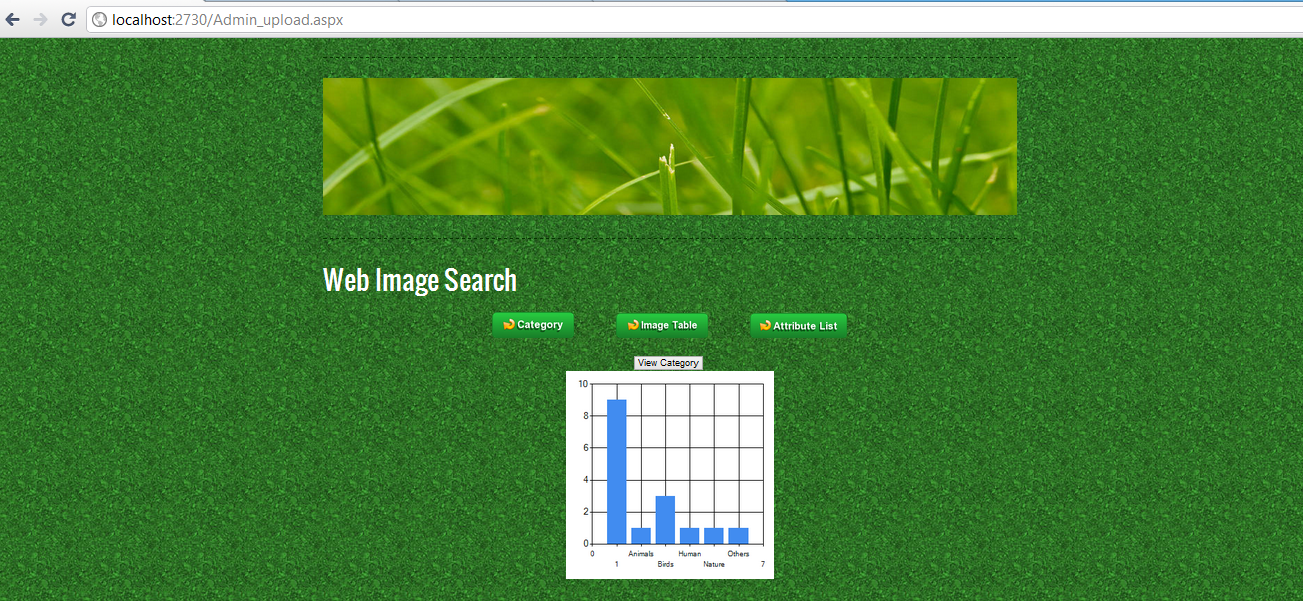 localhost:2730/Admin_upload.aspx
Web Image Search
Category Image Table Attribute List
View Category
10
8
6
4
2
0
0 Animals Human Others
1 Birds Nature 7